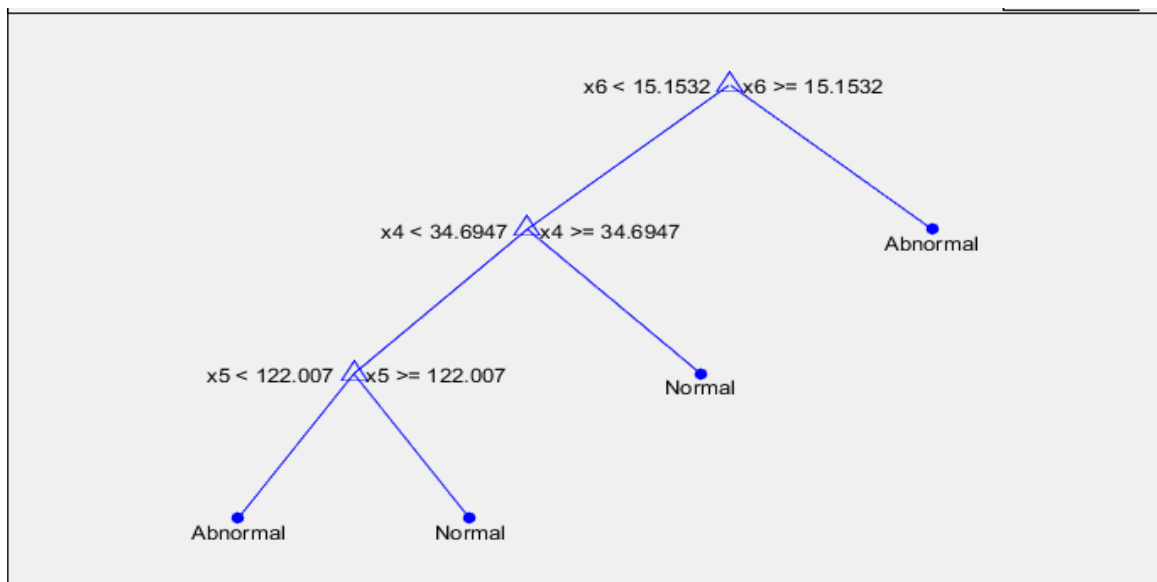 x6 < 15.1532 x6 >= 15.1532
x4 < 34.6947 x4 >= 34.6947
Abnormal
x5 < 122.007 x5 >= 122.007
Normal
Abnormal Normal